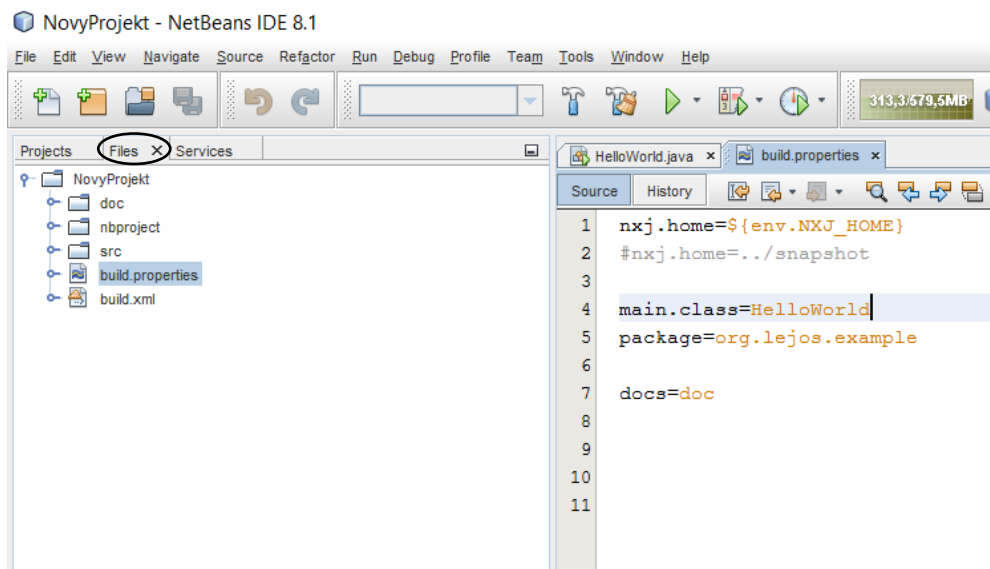 NovyProjekt - NetBeans IDE 8.1
File Edit View Navigate Source Refactor Run Debug Profile Team Tools Window Help
313,3/579,5MB
Projects Files Services
HelloWorld.java build.properties
NovyProjekt
doc
nbproject
src
build.properties
build.xml
Source History
1 nxj.home=${env.NXJ_HOME}
2 #nxj.home=../snapshot
3
4 main.class=HelloWorld
5 package=org.lejos.example
6
7 docs=doc
8
9
10
11